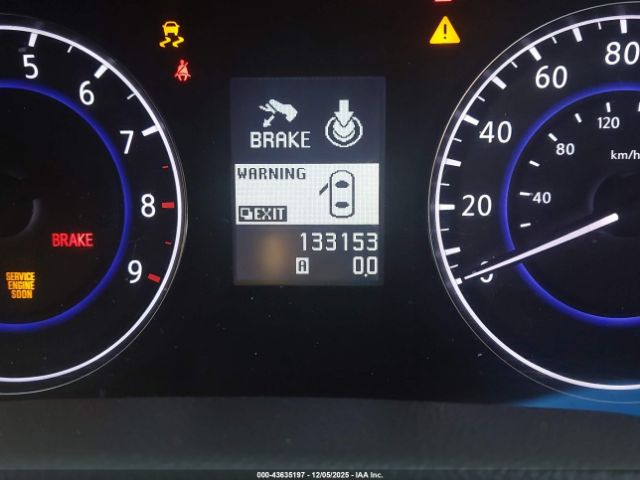 5
6
7
8
9
BRAKE
SERVICE
ENGINE
SOON
BRAKE
WARNING
EXIT
133153
A 0.0
0
20
40
60
80
40
80
120
km/h
000-43635197 - 12/05/2025 - IAA Inc.